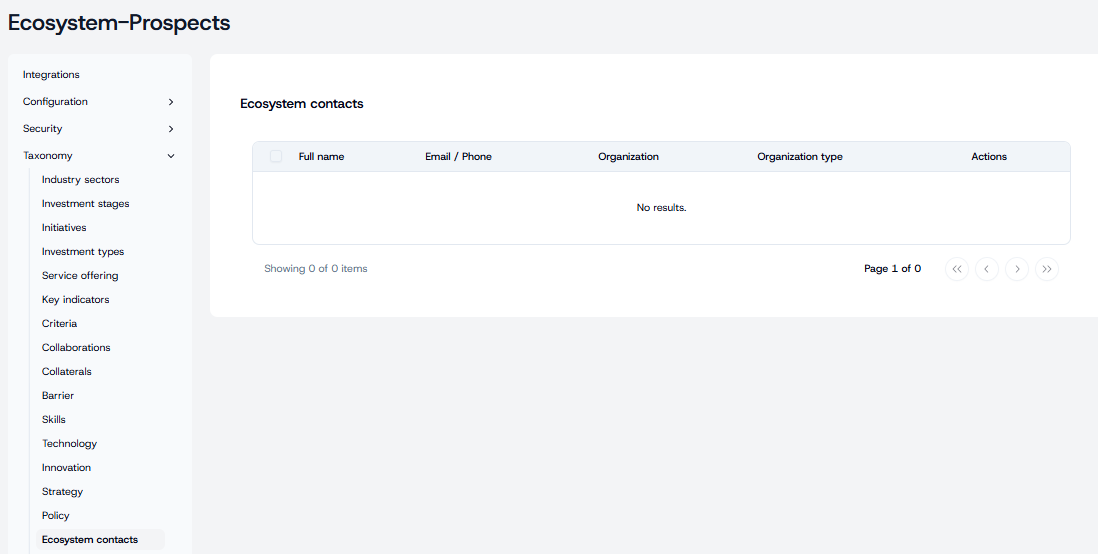 Ecosystem-Prospects
Integrations
Configuration
Security
Taxonomy
Industry sectors
Investment stages
Initiatives
Investment types
Service offering
Key indicators
Criteria
Collaborations
Collaterals
Barrier
Skills
Technology
Innovation
Strategy
Policy
Ecosystem contacts
Ecosystem contacts
Full name Email / Phone Organization Organization type Actions
No results.
Showing 0 of 0 items Page 1 of 0